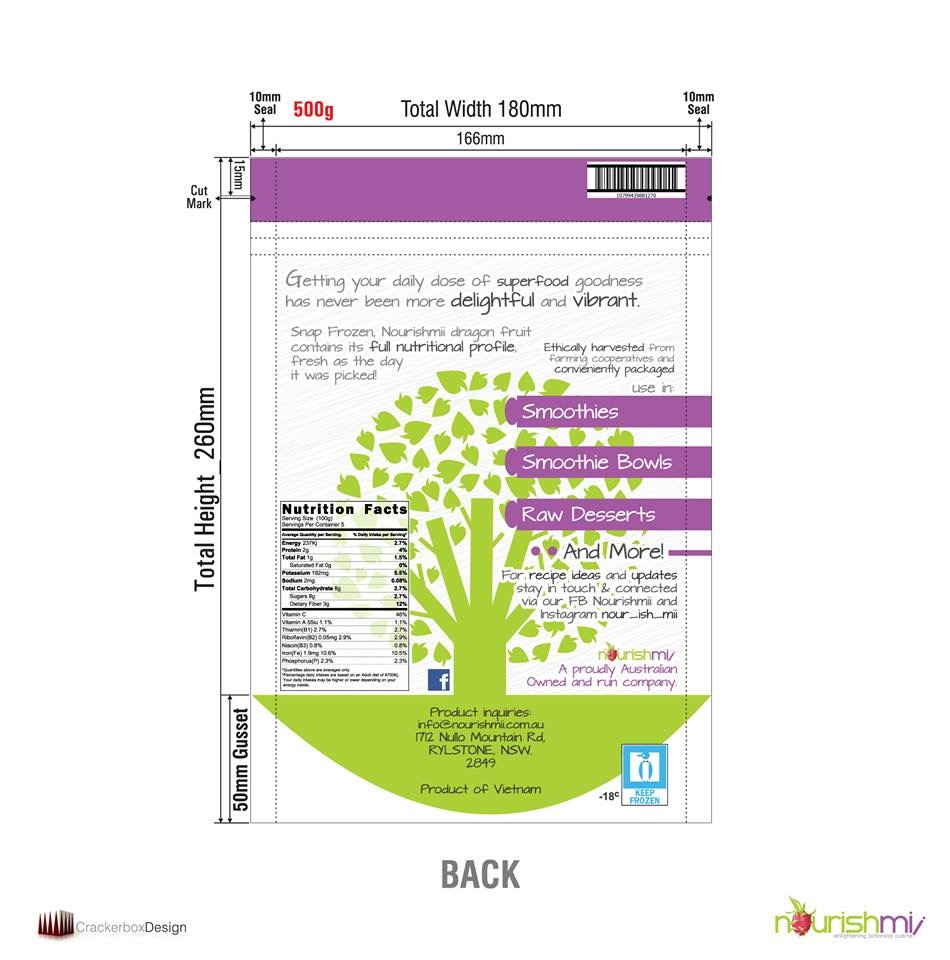 10mm
Seal
500g
Total Width 180mm
10mm
Seal
166mm
15mm
Cut
Mark
10799439881270
Getting your daily dose of superfood goodness
has never been more delightful and vibrant.
Snap Frozen, Nourishmii dragon fruit
contains its full nutritional profile,
fresh as the day
it was picked!
Ethically harvested from
farming cooperatives and
conviéniently packaged
use in:
Smoothies
Smoothie Bowls
Raw Desserts
And More!
For recipe ideas and updates
stay in touch & connected
via our FB Nourishmii and
Instagram nour_ish_mii
nourishmii
A proudly Australian
Owned and run company.
Total Height 260mm
Nutrition Facts
Serving Size (100g)
Servings Per Container 5
Average Quantity per Serving. % Daily Intake per Serving*
Energy 237Kj 2.7%
Protein 2g 4%
Total Fat 1g 1.5%
Saturated Fat 0g 0%
Potassium 192mg 5.5%
Sodium 2mg 0.08%
Total Carbohydrate 8g 2.7%
Sugars 8g 2.7%
Dietary Fiber 3g 12%
Vitamin C 46%
Vitamin A 55iu 1.1% 1.1%
Thiamin(B1) 2.7% 2.7%
Riboflavin(B2) 0.05mg 2.9% 2.9%
Niacin(B3) 0.8% 0.8%
Iron(Fe) 1.9mg 10.6% 10.5%
Phosphorus(P) 2.3% 2.3%
*Quantities above are averages only.
*Percentage daily intakes are based on an Adult diet of 8700Kj.
Your daily intakes may be higher or lower depending on your
energy needs.
f
50mm Gusset
Product inquiries:
info@nourishmii.com.au
1712 Nullo Mountain Rd,
RYLSTONE, NSW.
2849
Product of Vietnam
-18c
KEEP
FROZEN
BACK
CrackerboxDesign
nourishmii
enlightening botanical cuisine